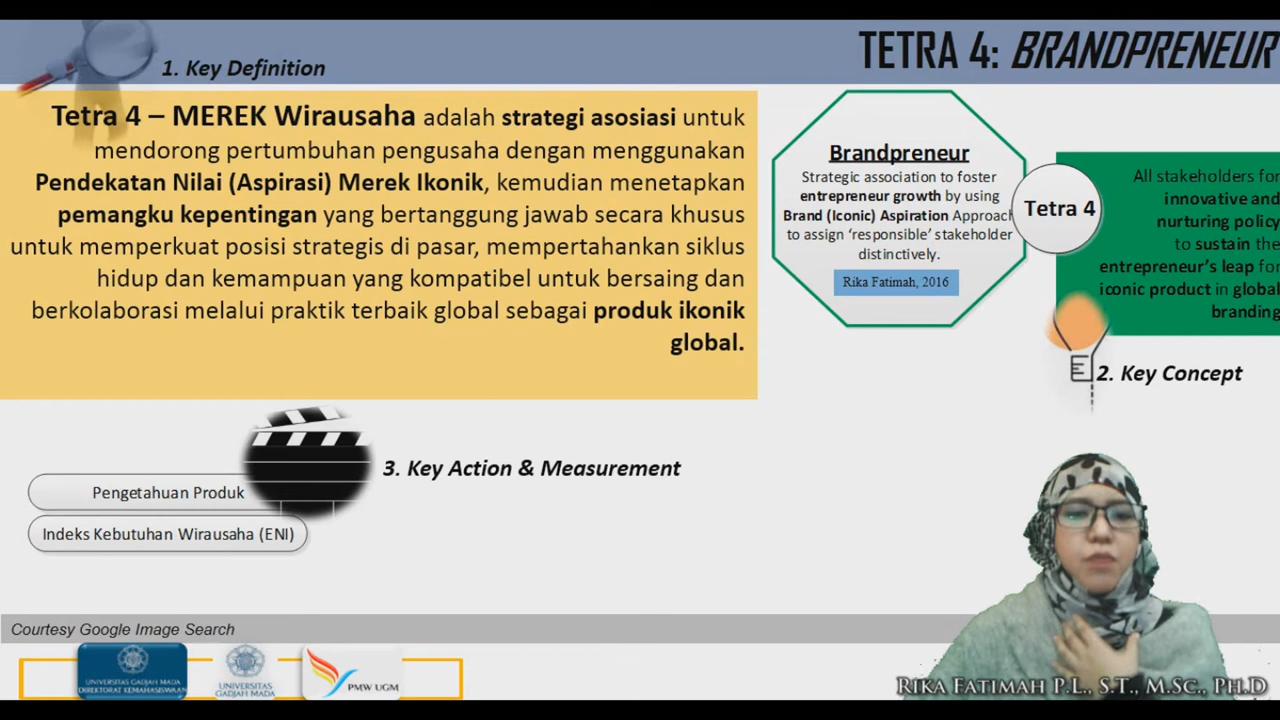 TETRA 4: BRANDPRENEUR
1. Key Definition
Tetra 4 – MEREK Wirausaha adalah strategi asosiasi untuk
mendorong pertumbuhan pengusaha dengan menggunakan
Pendekatan Nilai (Aspirasi) Merek Ikonik, kemudian menetapkan
pemangku kepentingan yang bertanggung jawab secara khusus
untuk memperkuat posisi strategis di pasar, mempertahankan siklus
hidup dan kemampuan yang kompatibel untuk bersaing dan
berkolaborasi melalui praktik terbaik global sebagai produk ikonik
global.
Brandpreneur
Strategic association to foster
entrepreneur growth by using
Brand (Iconic) Aspiration Approach
to assign ‘responsible’ stakeholder
distinctively.
Rika Fatimah, 2016
Tetra 4
All stakeholders for
innovative and
nurturing policy
to sustain the
entrepreneur’s leap for
iconic product in global
branding
2. Key Concept
3. Key Action & Measurement
Pengetahuan Produk
Indeks Kebutuhan Wirausaha (ENI)
Courtesy Google Image Search
UNIVERSITAS GADJAH MADA
DIREKTORAT KEMAHASISWAAN
UNIVERSITAS
GADJAH MADA
PMW UGM
RIKA FATIMAH P.L., S.T., M.SC., PH.D